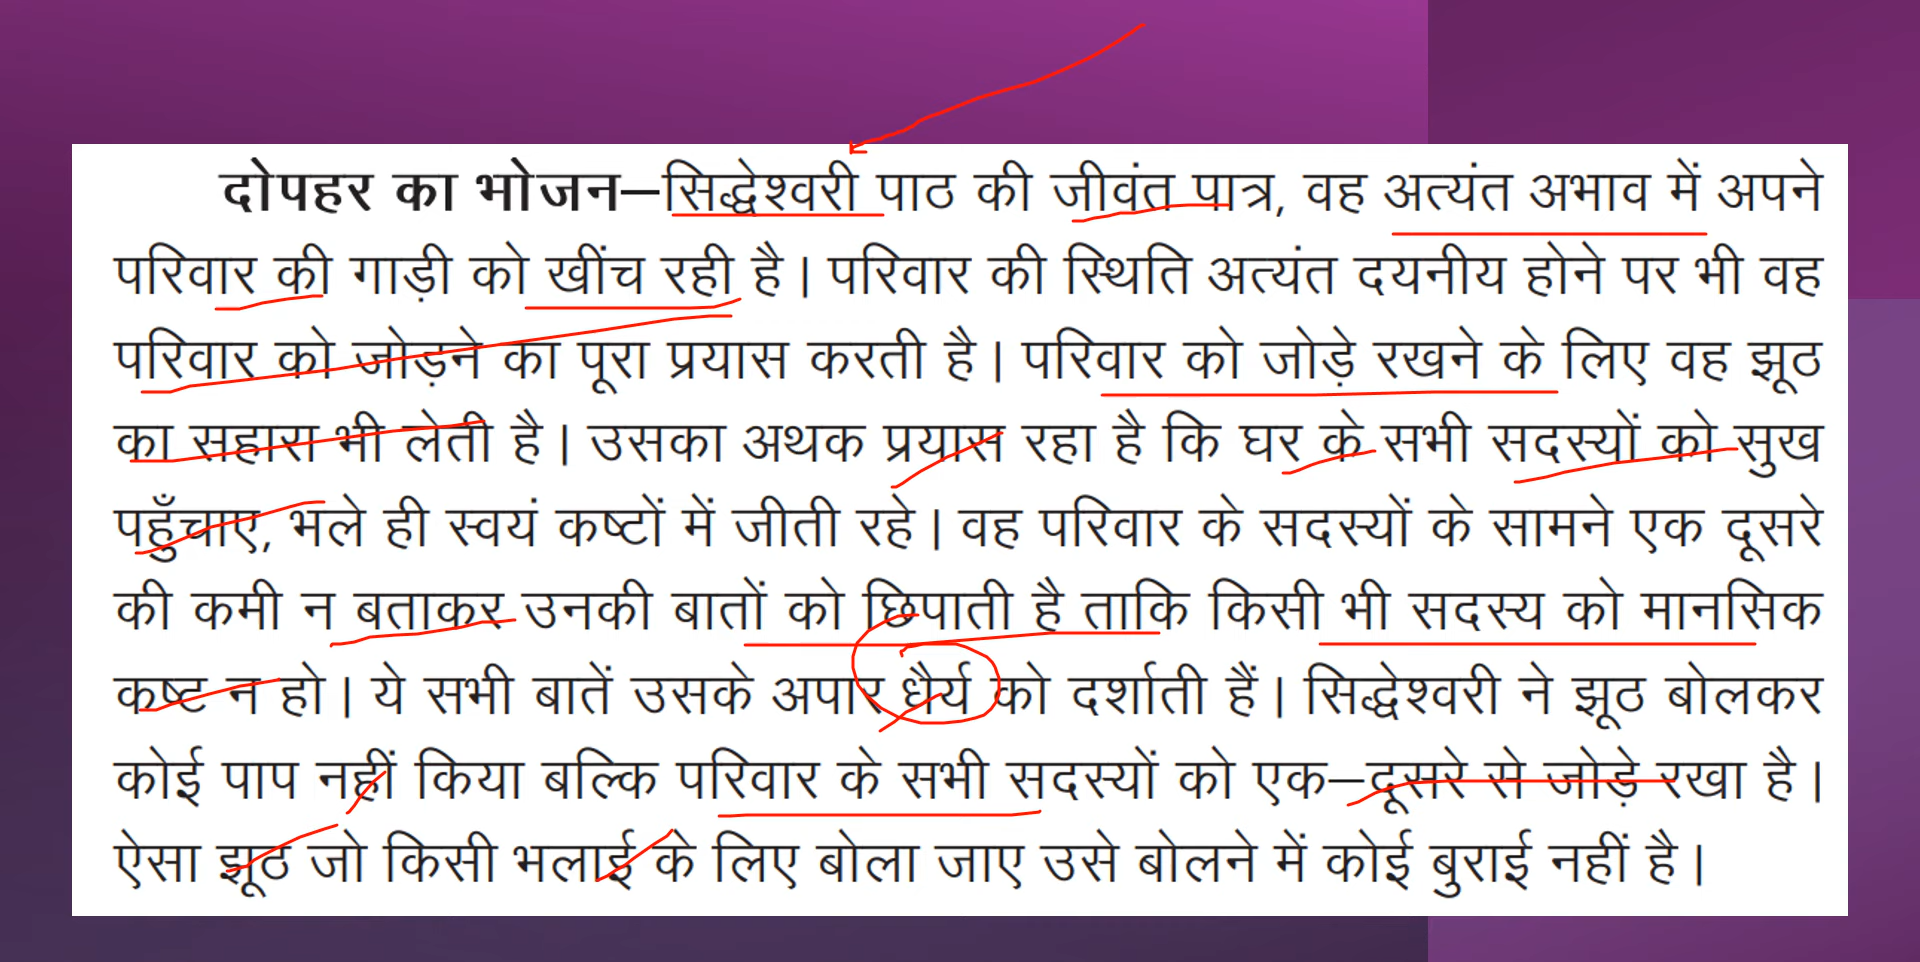 दोपहर का भोजन—सिद्धेश्वरी पाठ की जीवंत पात्र, वह अत्यंत अभाव में अपने
परिवार की गाड़ी को खींच रही है। परिवार की स्थिति अत्यंत दयनीय होने पर भी वह
परिवार को जोड़ने का पूरा प्रयास करती है। परिवार को जोड़े रखने के लिए वह झूठ
का सहारा भी लेती है। उसका अथक प्रयास रहा है कि घर के सभी सदस्यों को सुख
पहुँचाए, भले ही स्वयं कष्टों में जीती रहे। वह परिवार के सदस्यों के सामने एक दूसरे
की कमी न बताकर उनकी बातों को छिपाती है ताकि किसी भी सदस्य को मानसिक
कष्ट न हो। ये सभी बातें उसके अपार धैर्य को दर्शाती हैं। सिद्धेश्वरी ने झूठ बोलकर
कोई पाप नहीं किया बल्कि परिवार के सभी सदस्यों को एक—दूसरे से जोड़े रखा है।
ऐसा झूठ जो किसी भलाई के लिए बोला जाए उसे बोलने में कोई बुराई नहीं है।